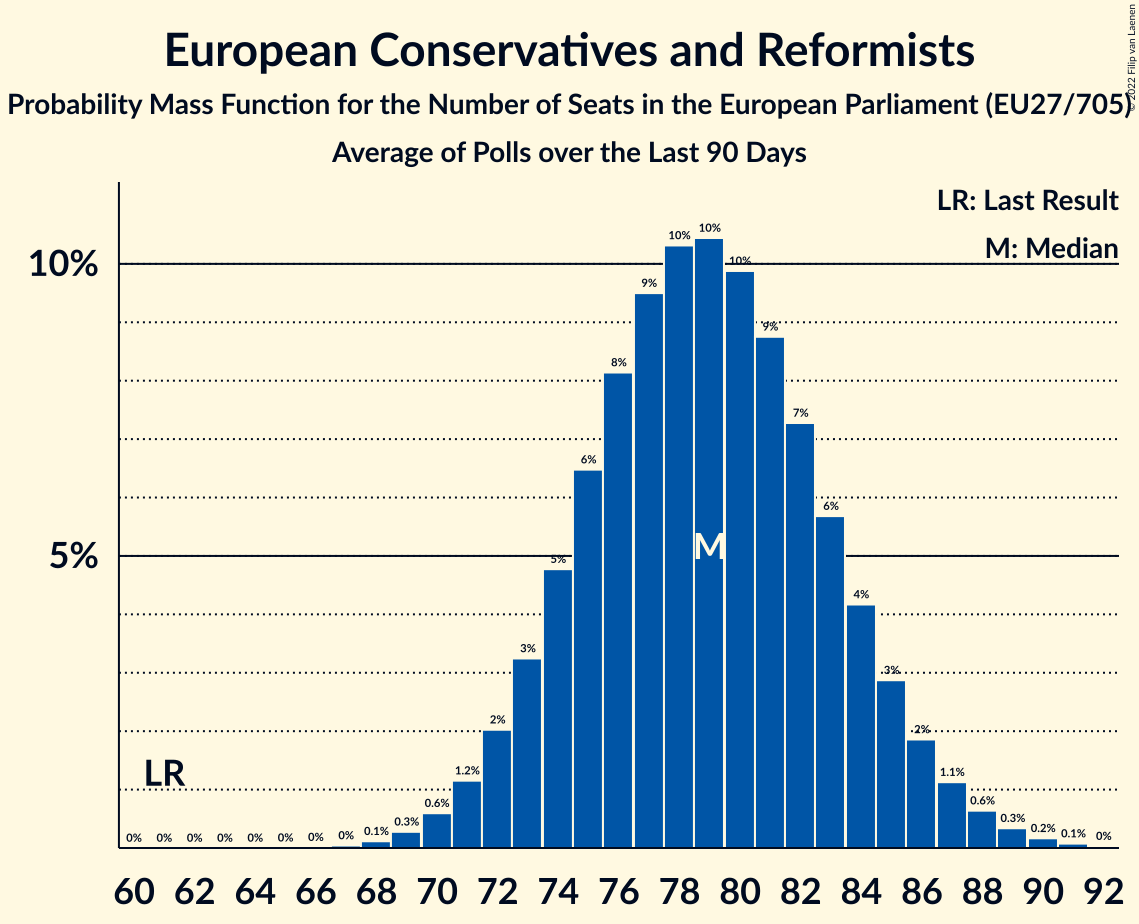 European Conservatives and Reformists
Probability Mass Function for the Number of Seats in the European Parliament (EU27/705)
Average of Polls over the Last 90 Days
© 2022 Filip van Laenen
LR: Last Result
M: Median
10%
5%
LR
M
0% 0% 0% 0% 0% 0% 0% 0% 0.1% 0.3% 0.6% 1.2% 2% 3% 5% 6% 8% 9% 10% 10% 10% 9% 7% 6% 4% 3% 2% 1.1% 0.6% 0.3% 0.2% 0.1% 0%
60 62 64 66 68 70 72 74 76 78 80 82 84 86 88 90 92